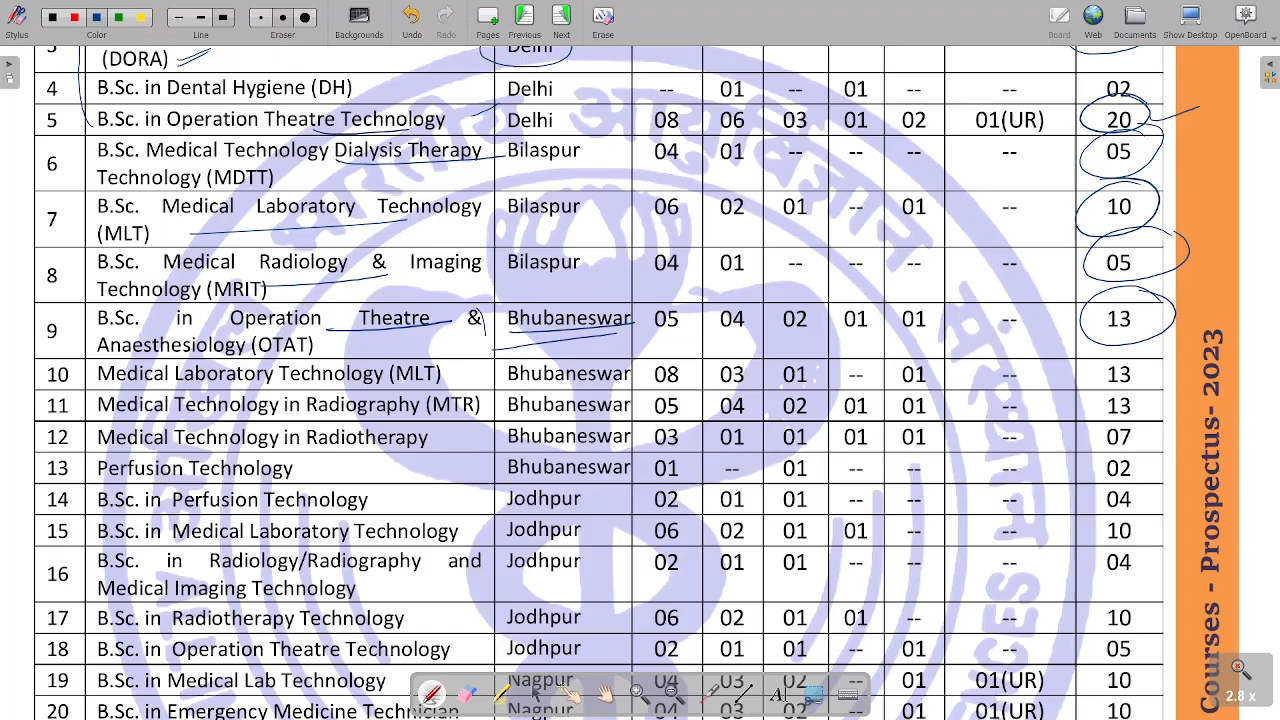 Stylus
Color
Line
Eraser
Backgrounds
Undo
Redo
Pages
Previous
Next
Erase
Board
Web
Documents
Show Desktop
OpenBoard
3 (DORA) Delhi
4 B.Sc. in Dental Hygiene (DH) Delhi -- 01 -- 01 -- -- 02
5 B.Sc. in Operation Theatre Technology Delhi 08 06 03 01 02 01(UR) 20
6 B.Sc. Medical Technology Dialysis Therapy Bilaspur 04 01 -- -- -- -- 05
Technology (MDTT)
7 B.Sc. Medical Laboratory Technology Bilaspur 06 02 01 -- 01 -- 10
(MLT)
8 B.Sc. Medical Radiology & Imaging Bilaspur 04 01 -- -- -- -- 05
Technology (MRIT)
9 B.Sc. in Operation Theatre & Bhubaneswar 05 04 02 01 01 -- 13
Anaesthesiology (OTAT)
10 Medical Laboratory Technology (MLT) Bhubaneswar 08 03 01 -- 01 -- 13
11 Medical Technology in Radiography (MTR) Bhubaneswar 05 04 02 01 01 -- 13
12 Medical Technology in Radiotherapy Bhubaneswar 03 01 01 01 01 -- 07
13 Perfusion Technology Bhubaneswar 01 -- 01 -- -- -- 02
14 B.Sc. in Perfusion Technology Jodhpur 02 01 01 -- -- -- 04
15 B.Sc. in Medical Laboratory Technology Jodhpur 06 02 01 01 -- -- 10
16 B.Sc. in Radiology/Radiography and Jodhpur 02 01 01 -- -- -- 04
Medical Imaging Technology
17 B.Sc. in Radiotherapy Technology Jodhpur 06 02 01 01 -- -- 10
18 B.Sc. in Operation Theatre Technology Jodhpur 02 01 01 -- 01 -- 05
19 B.Sc. in Medical Lab Technology Nagpur 04 03 02 -- 01 01(UR) 10
20 B.Sc. in Emergency Medicine Technician Nagpur 04 03 02 -- 01 01(UR) 10
Courses - Prospectus- 2023
2.8 x